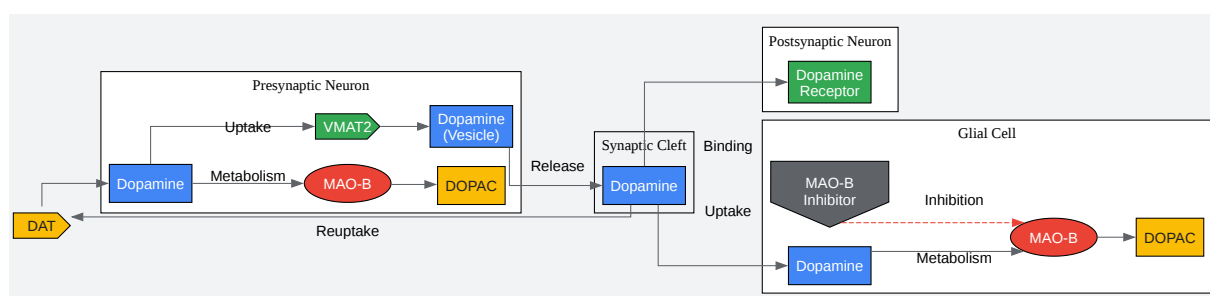 Postsynaptic Neuron
Dopamine
Receptor
Presynaptic Neuron
Uptake
VMAT2
Dopamine
(Vesicle)
Dopamine
Metabolism
MAO-B
DOPAC
DAT
Release
Synaptic Cleft
Dopamine
Binding
Uptake
Reuptake
Glial Cell
MAO-B
Inhibitor
Inhibition
MAO-B
DOPAC
Dopamine
Metabolism